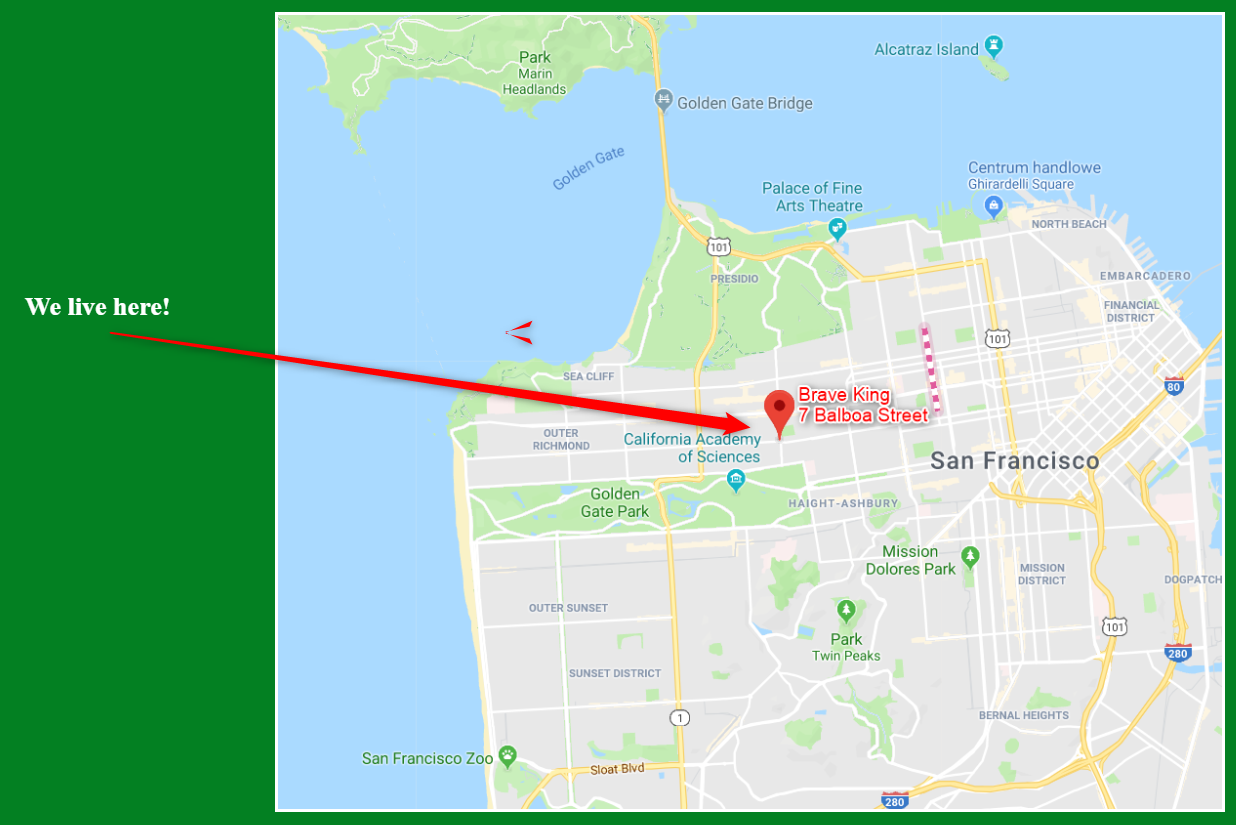 Alcatraz Island
Park
Marin
Headlands
Golden Gate Bridge
Golden Gate
Centrum handlowe
Ghirardelli Square
Palace of Fine
Arts Theatre
NORTH BEACH
101
PRESIDIO
EMBARCADERO
We live here!
FINANCIAL
DISTRICT
101
SEA CLIFF
80
Brave King
7 Balboa Street
OUTER
RICHMOND
California Academy
of Sciences
San Francisco
Golden
Gate Park
HAIGHT-ASHBURY
Mission
Dolores Park
MISSION
DISTRICT
DOGPATCH
OUTER SUNSET
101
Park
Twin Peaks
280
SUNSET DISTRICT
1
BERNAL HEIGHTS
San Francisco Zoo
Sloat Blvd
280